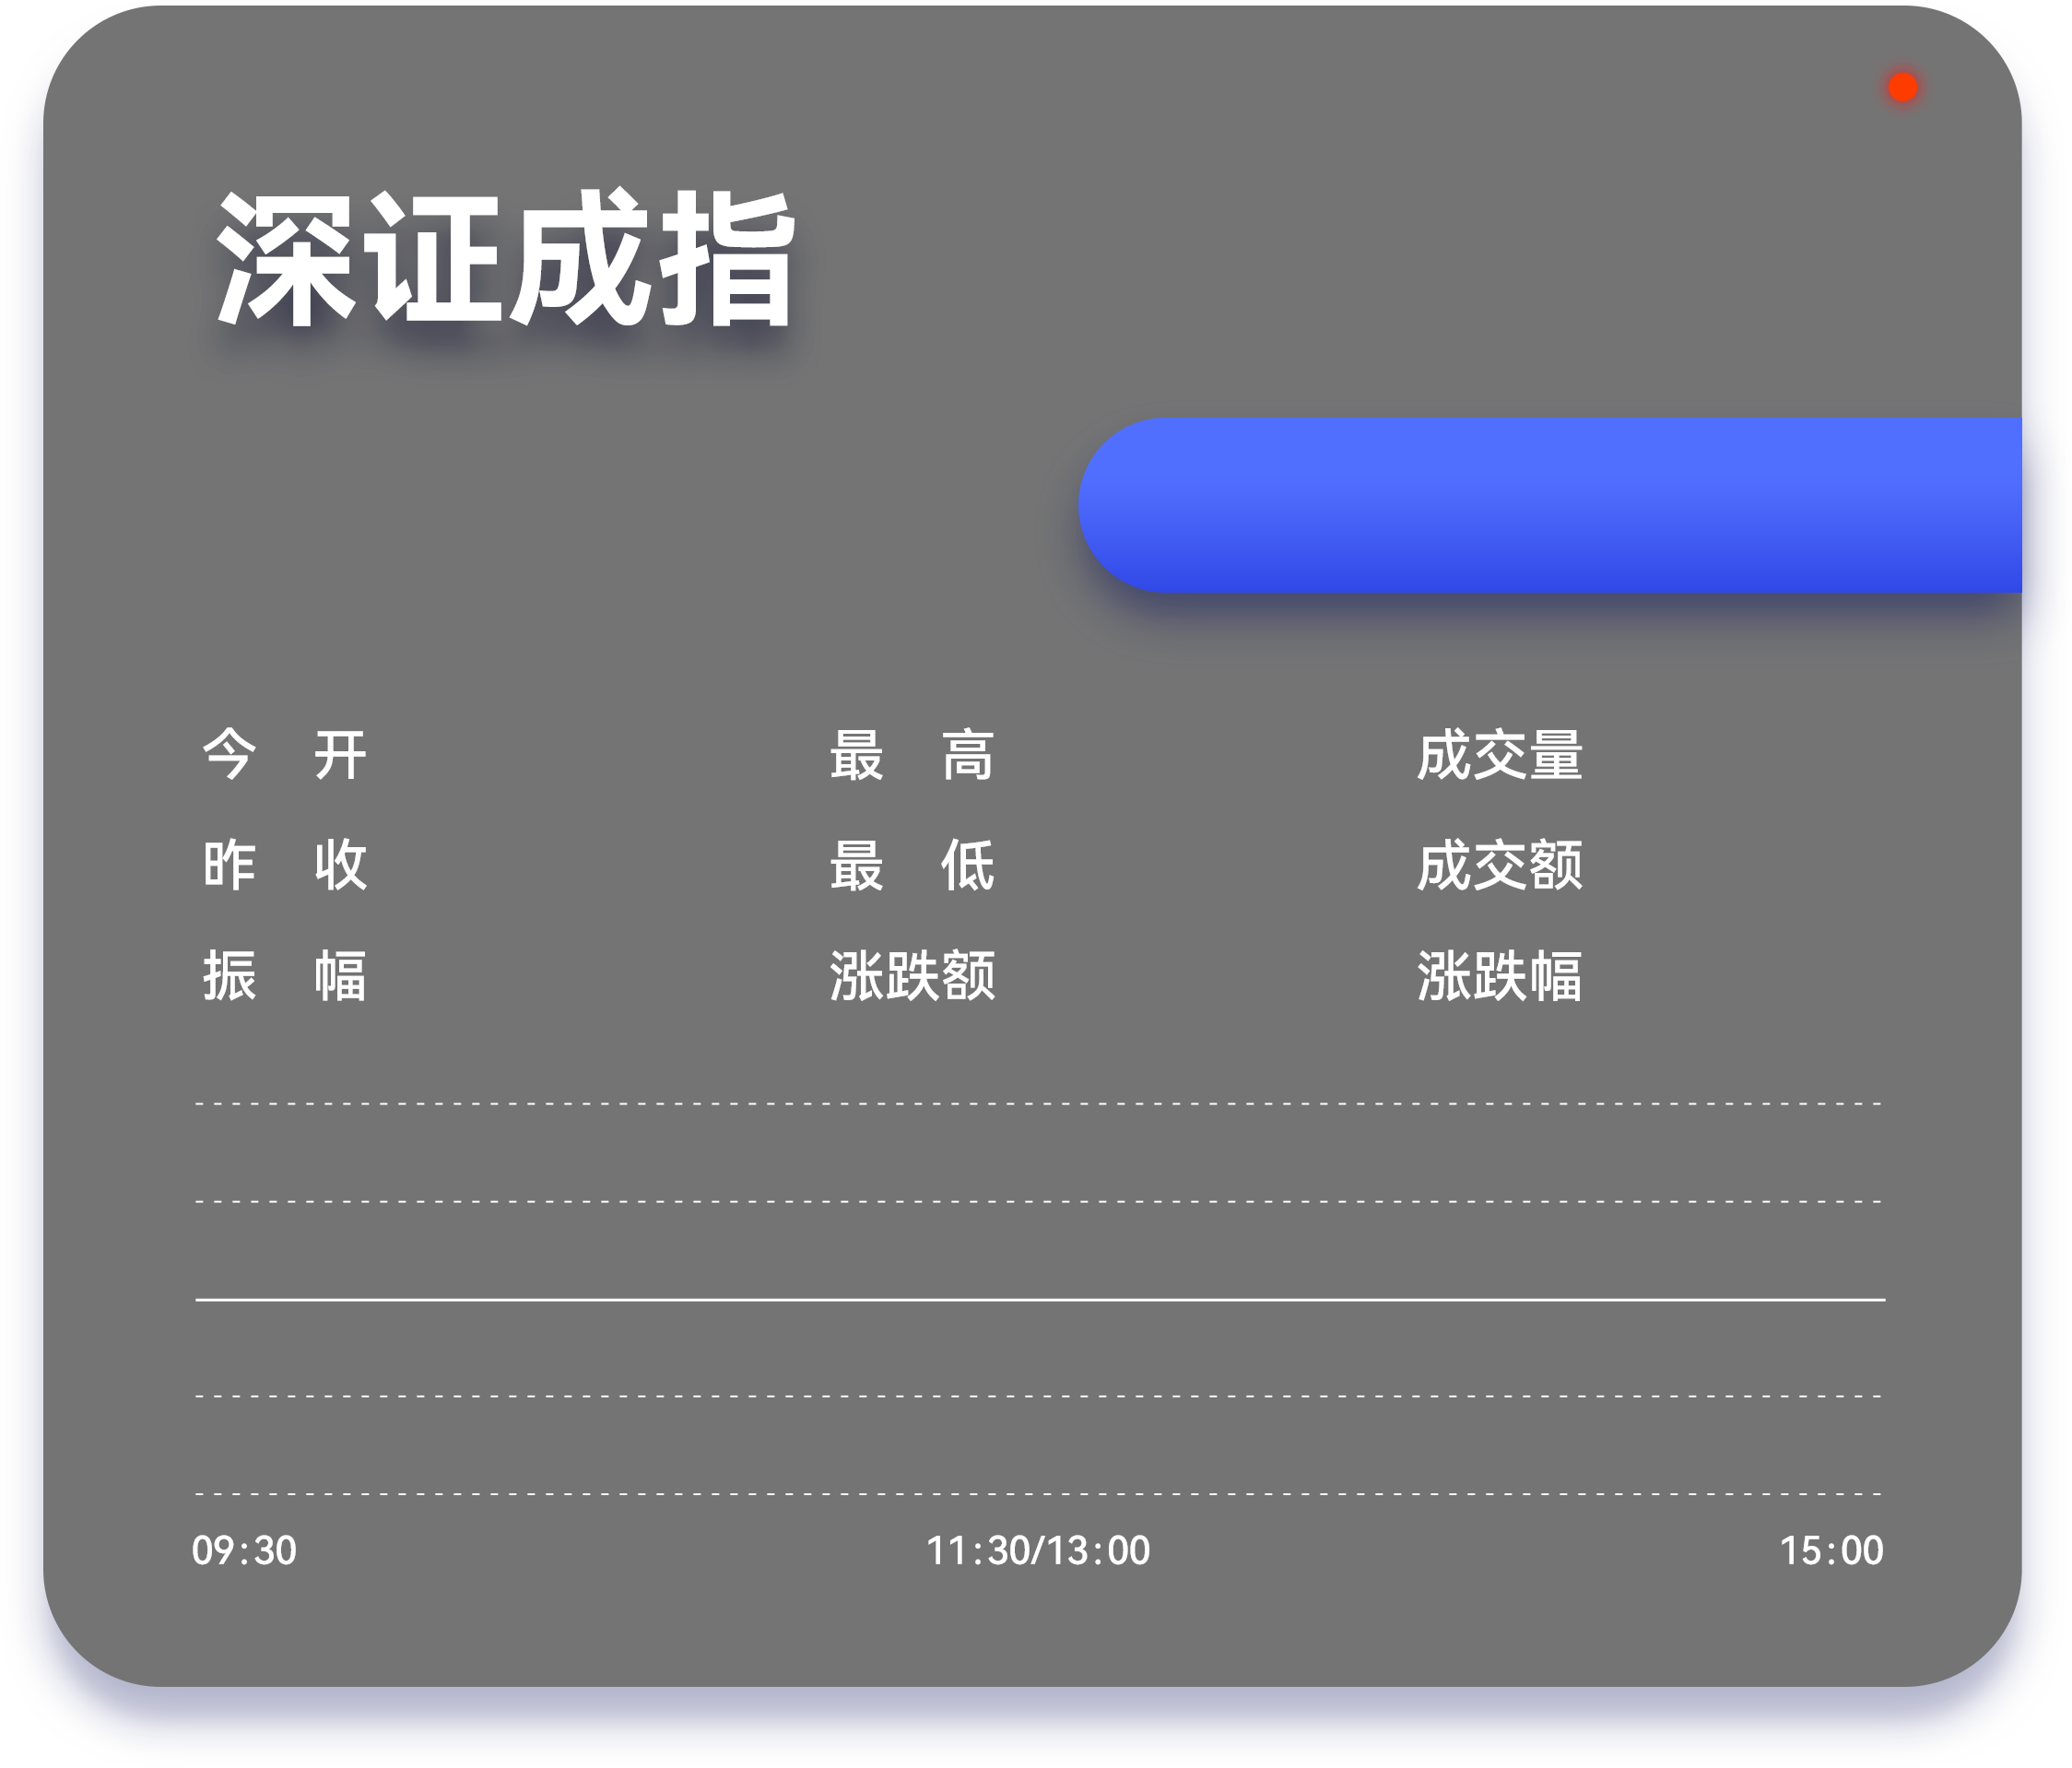 深证成指
今 开 最 高 成交量
昨 收 最 低 成交额
振 幅 涨跌额 涨跌幅
09:30 11:30/13:00 15:00